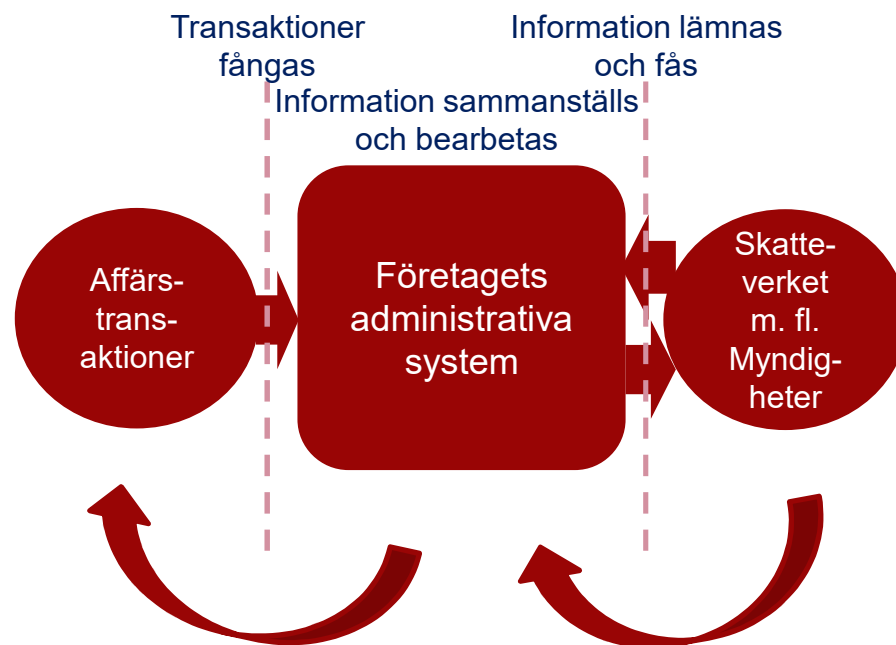 Transaktioner
fångas
Information lämnas
och fås
Information sammanställs
och bearbetas
Affärs-
trans-
aktioner
Företagets
administrativa
system
Skatte-
verket
m. fl.
Myndig-
heter